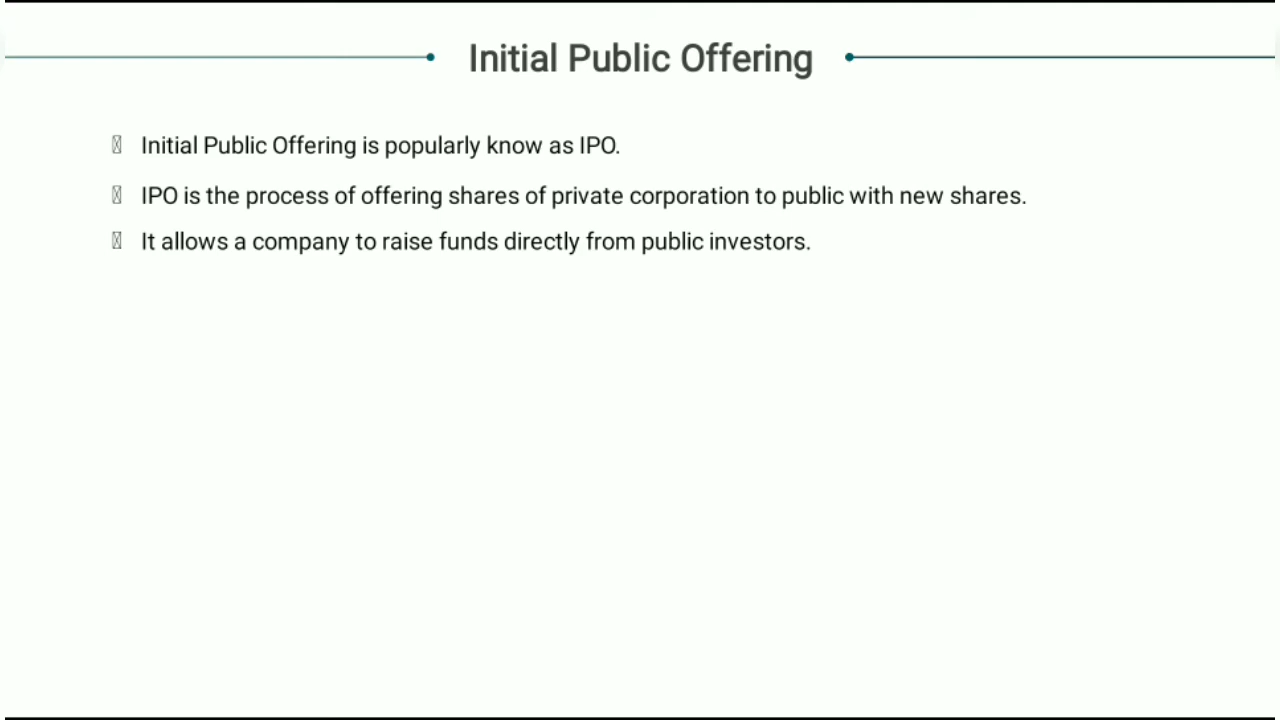 Initial Public Offering
Initial Public Offering is popularly know as IPO.
IPO is the process of offering shares of private corporation to public with new shares.
It allows a company to raise funds directly from public investors.